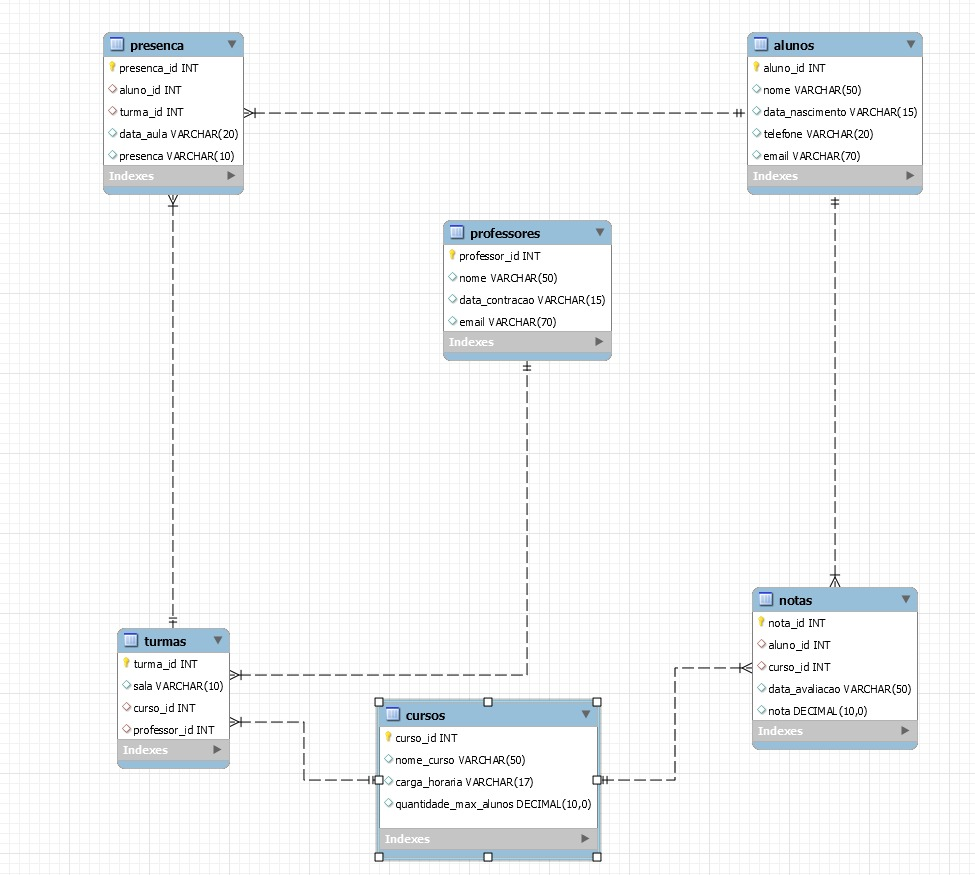 presenca
presenca_id INT
aluno_id INT
turma_id INT
data_aula VARCHAR(20)
presenca VARCHAR(10)
Indexes
alunos
aluno_id INT
nome VARCHAR(50)
data_nascimento VARCHAR(15)
telefone VARCHAR(20)
email VARCHAR(70)
Indexes
professores
professor_id INT
nome VARCHAR(50)
data_contracao VARCHAR(15)
email VARCHAR(70)
Indexes
turmas
turma_id INT
sala VARCHAR(10)
curso_id INT
professor_id INT
Indexes
cursos
curso_id INT
nome_curso VARCHAR(50)
carga_horaria VARCHAR(17)
quantidade_max_alunos DECIMAL(10,0)
Indexes
notas
nota_id INT
aluno_id INT
curso_id INT
data_avaliacao VARCHAR(50)
nota DECIMAL(10,0)
Indexes